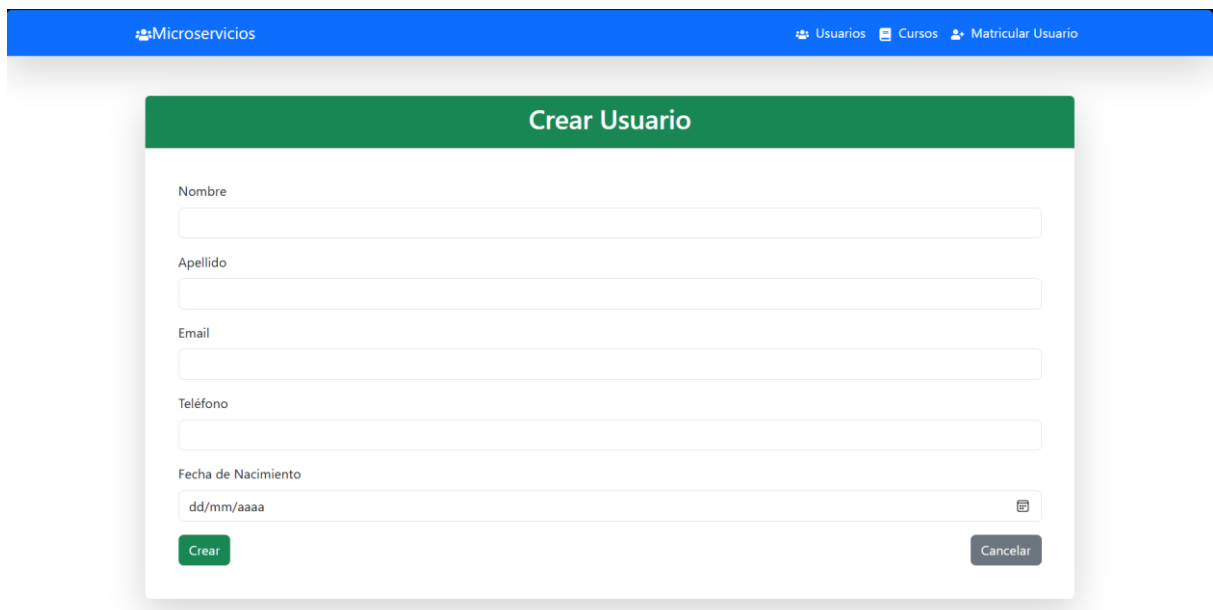 Microservicios Usuarios Cursos Matricular Usuario
Crear Usuario
Nombre
Apellido
Email
Teléfono
Fecha de Nacimiento
dd/mm/aaaa
Crear Cancelar